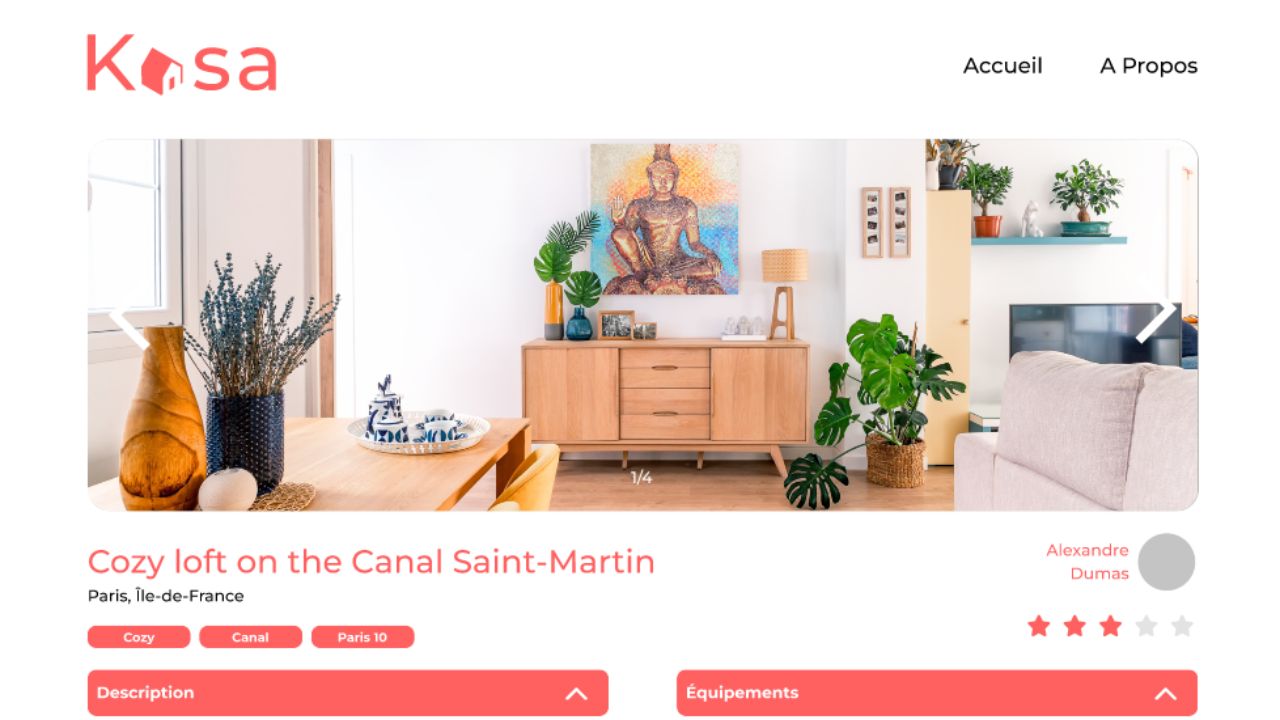 Kasa
Accueil
A Propos
1/4
Cozy loft on the Canal Saint-Martin
Paris, Île-de-France
Alexandre
Dumas
Cozy
Canal
Paris 10
Description
Équipements